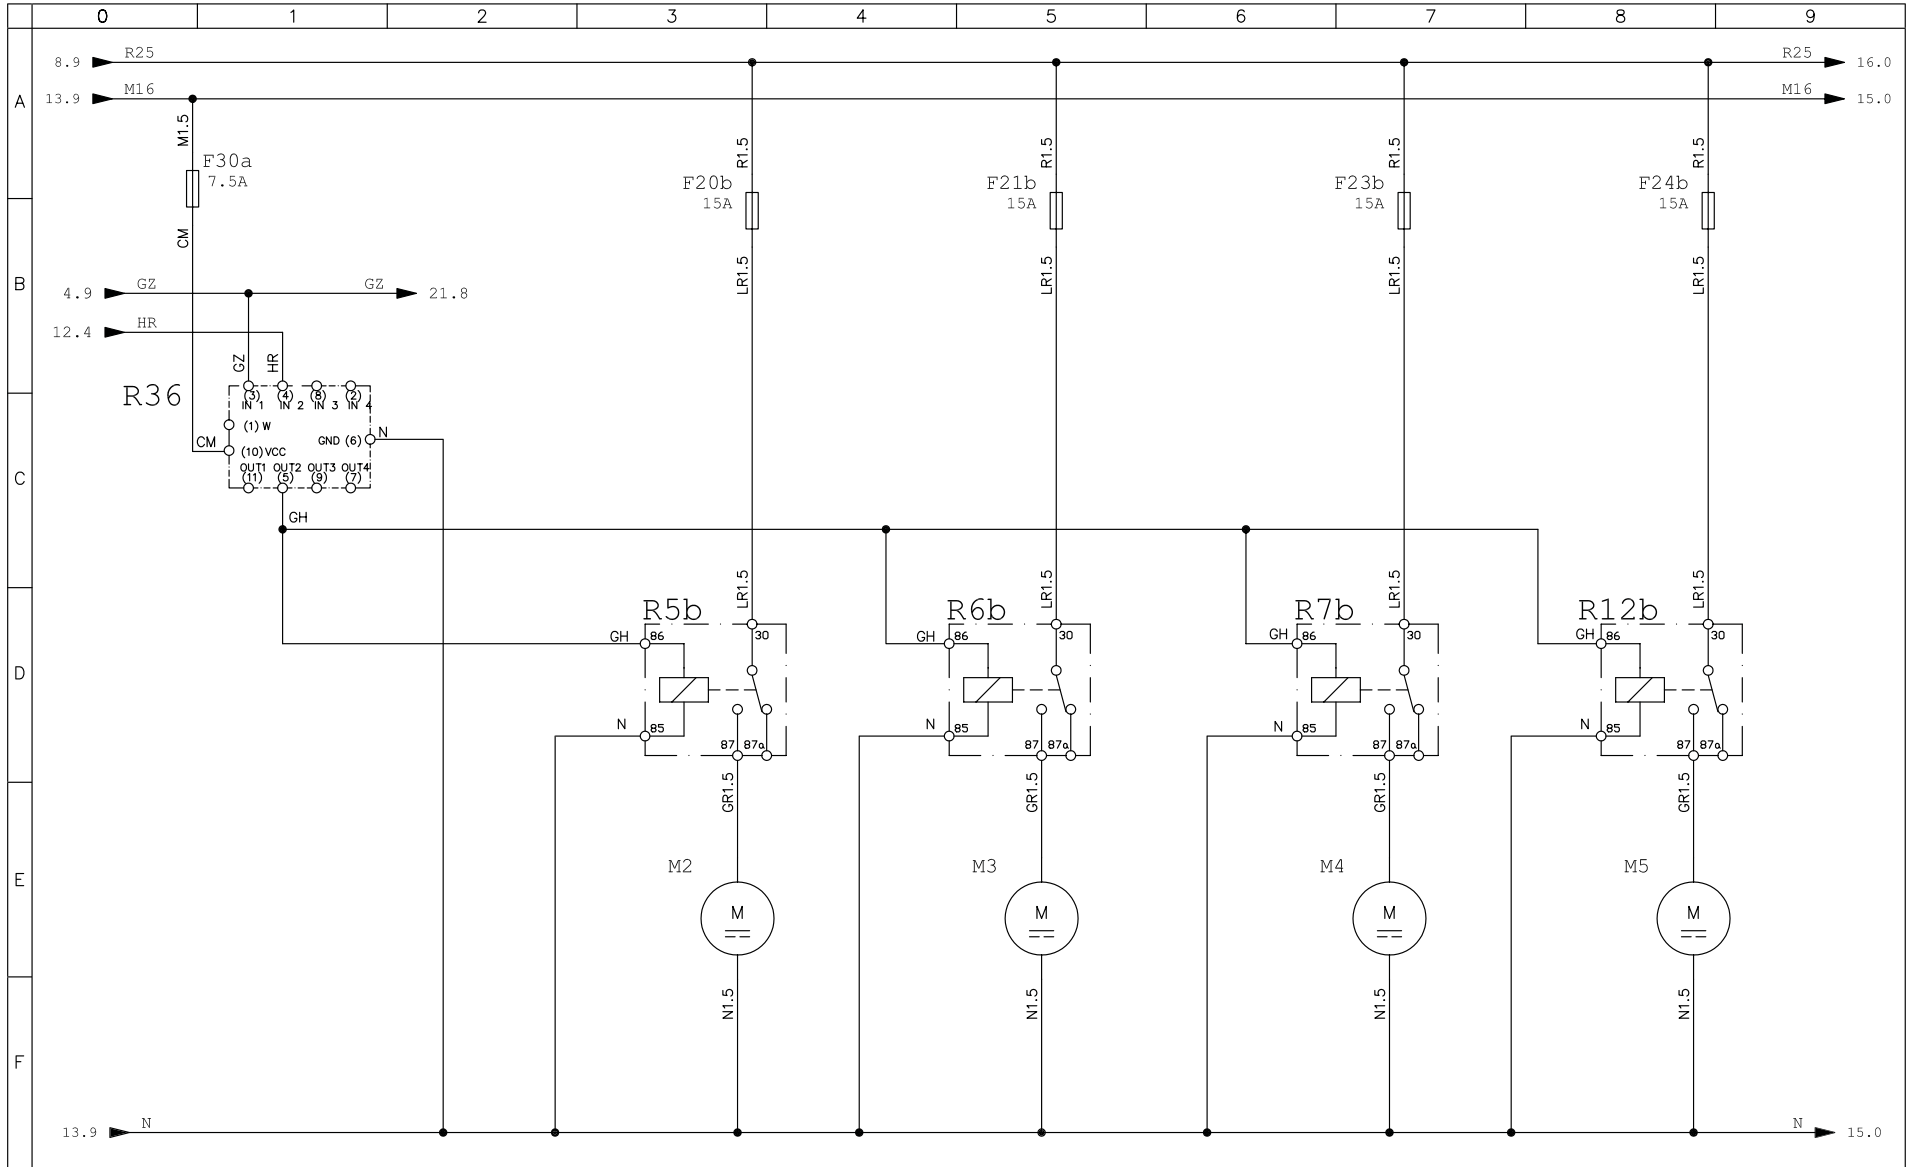 0 1 2 3 4 5 6 7 8 9
8.9 R25 R25 16.0
A 13.9 M16 M16 15.0
M1.5 R1.5 R1.5 R1.5 R1.5
F30a
7.5A
F20b F21b F23b F24b
15A 15A 15A 15A
CM
LR1.5 LR1.5 LR1.5 LR1.5
B 4.9 GZ GZ 21.8
12.4 HR
GZ HR
R36
(3) (4) (8) (2)
IN 1 IN 2 IN 3 IN 4
(1) W
CM (10) VCC GND (6) N
OUT1 OUT2 OUT3 OUT4
(11) (5) (9) (7)
C
GH
LR1.5 LR1.5 LR1.5 LR1.5
R5b R6b R7b R12b
GH 86 30 GH 86 30 GH 86 30 GH 86 30
D
N 85 N 85 N 85 N 85
87 87a 87 87a 87 87a 87 87a
GR1.5 GR1.5 GR1.5 GR1.5
M2 M3 M4 M5
E
M M M M
N1.5 N1.5 N1.5 N1.5
F
13.9 N N 15.0